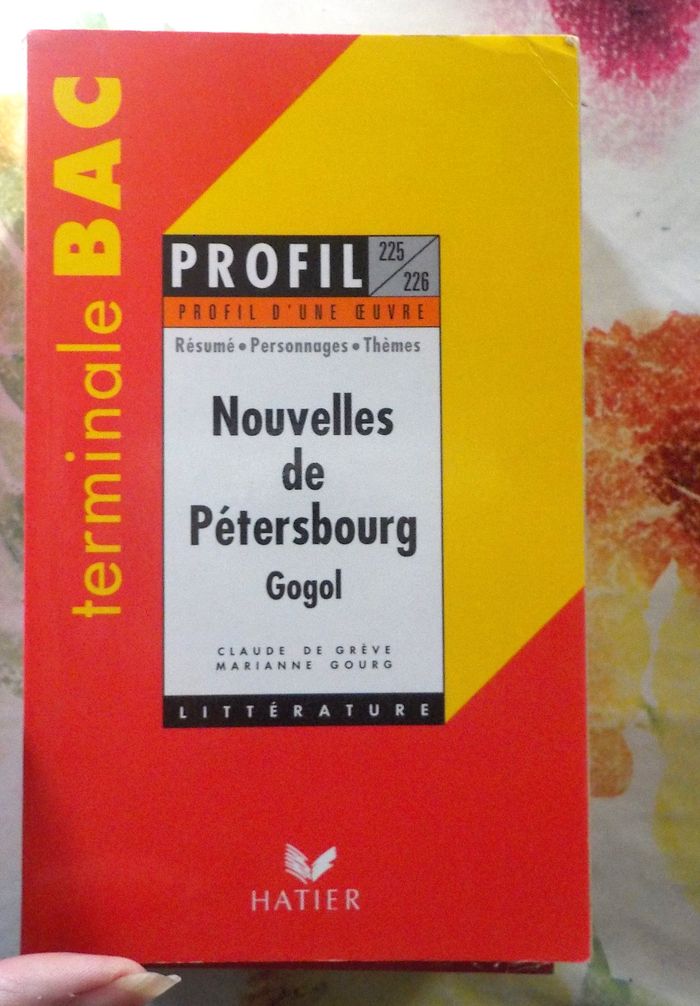 terminale BAC
PROFIL 225/226
PROFIL D'UNE ŒUVRE
Résumé • Personnages • Thèmes
Nouvelles
de
Pétersbourg
Gogol
CLAUDE DE GRÈVE
MARIANNE GOURG
LITTÉRATURE
HATIER